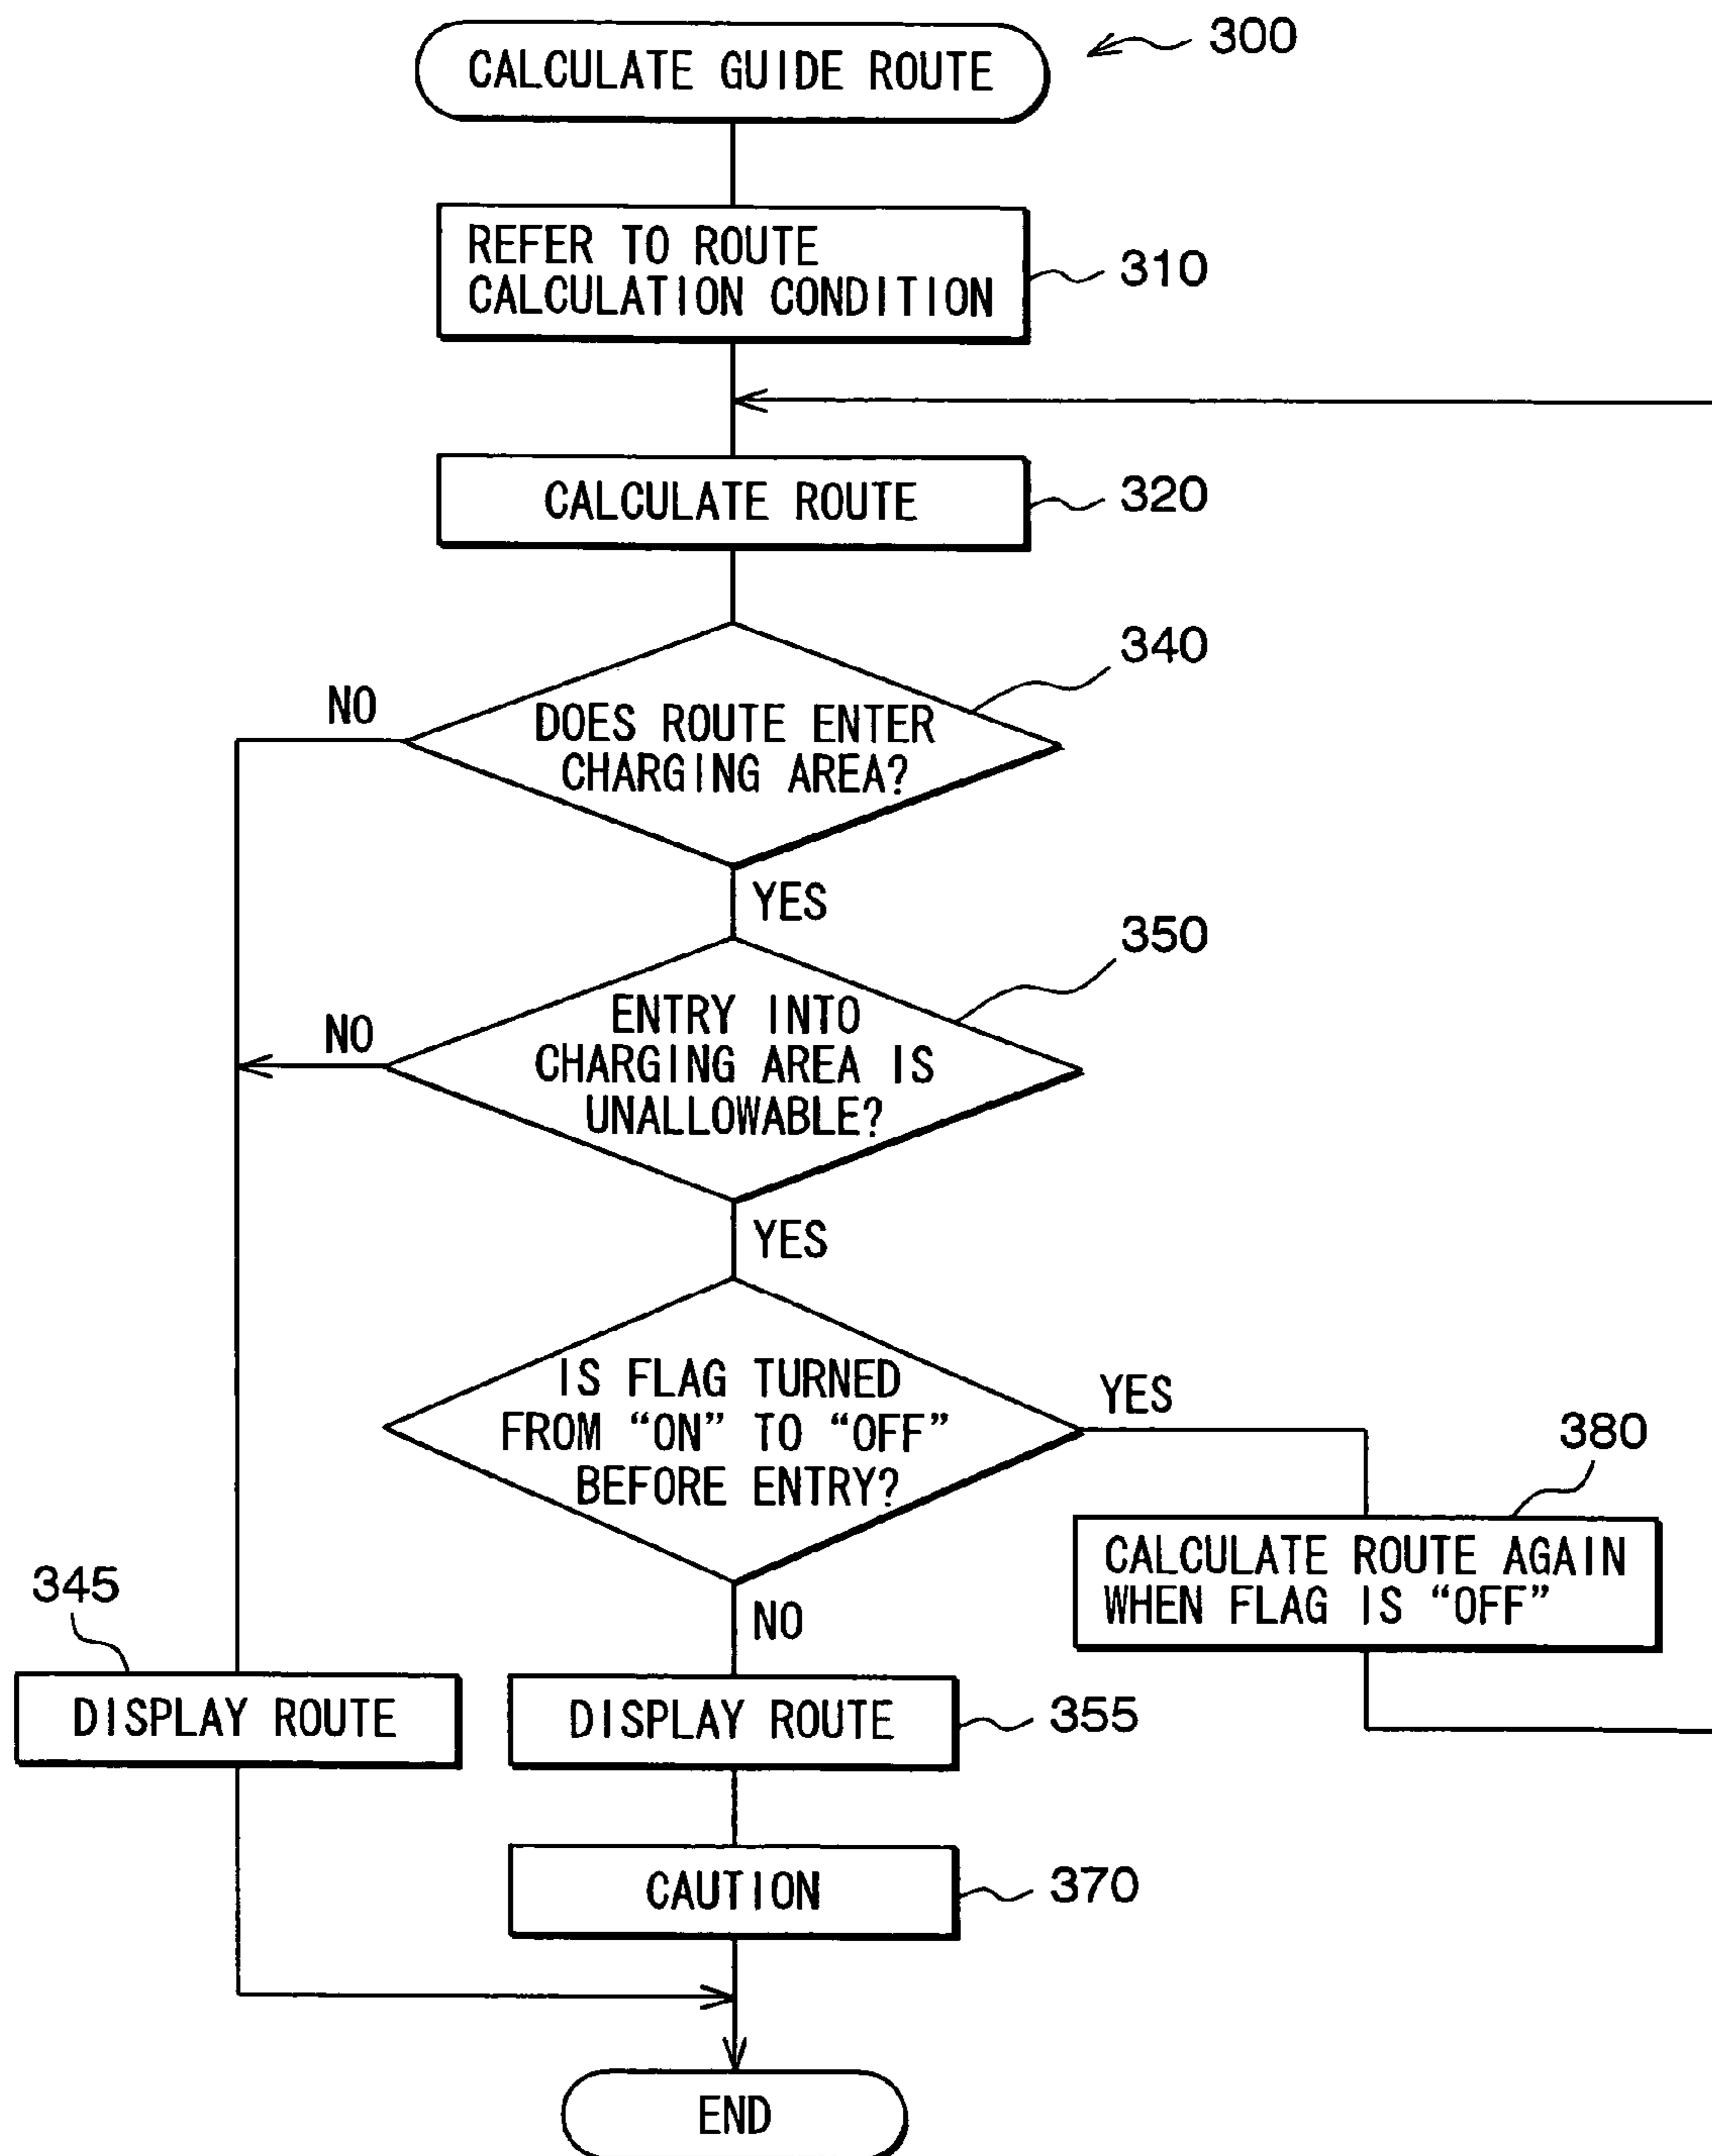 CALCULATE GUIDE ROUTE
300
REFER TO ROUTE
CALCULATION CONDITION
310
CALCULATE ROUTE
320
340
NO
DOES ROUTE ENTER
CHARGING AREA?
YES
350
NO
ENTRY INTO
CHARGING AREA IS
UNALLOWABLE?
YES
IS FLAG TURNED
FROM “ON” TO “OFF”
BEFORE ENTRY?
YES
380
CALCULATE ROUTE AGAIN
WHEN FLAG IS “OFF”
NO
345
DISPLAY ROUTE
DISPLAY ROUTE
355
CAUTION
370
END